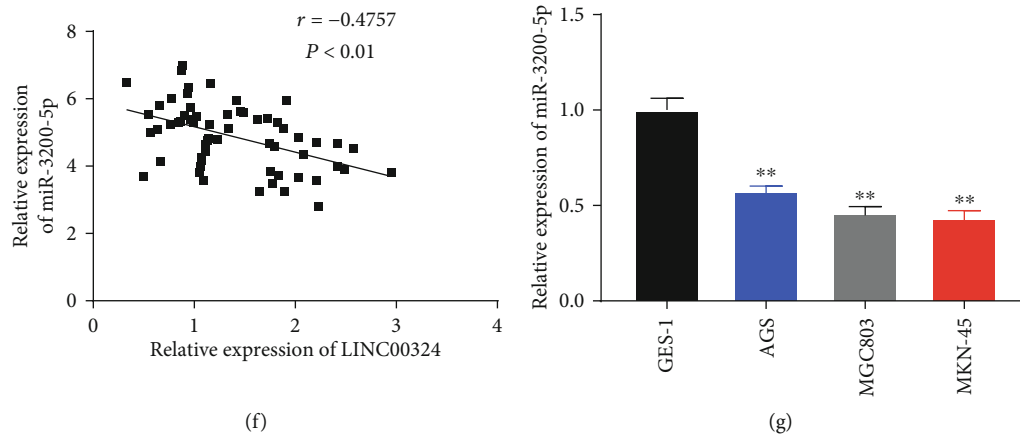 r = −0.4757
P < 0.01
8
6
4
2
0
0
1
2
3
4
Relative expression
of miR-3200-5p
Relative expression of LINC00324
(f)
1.5
1.0
0.5
0.0
Relative expression of miR-3200-5p
**
**
**
GES-1
AGS
MGC803
MKN-45
(g)